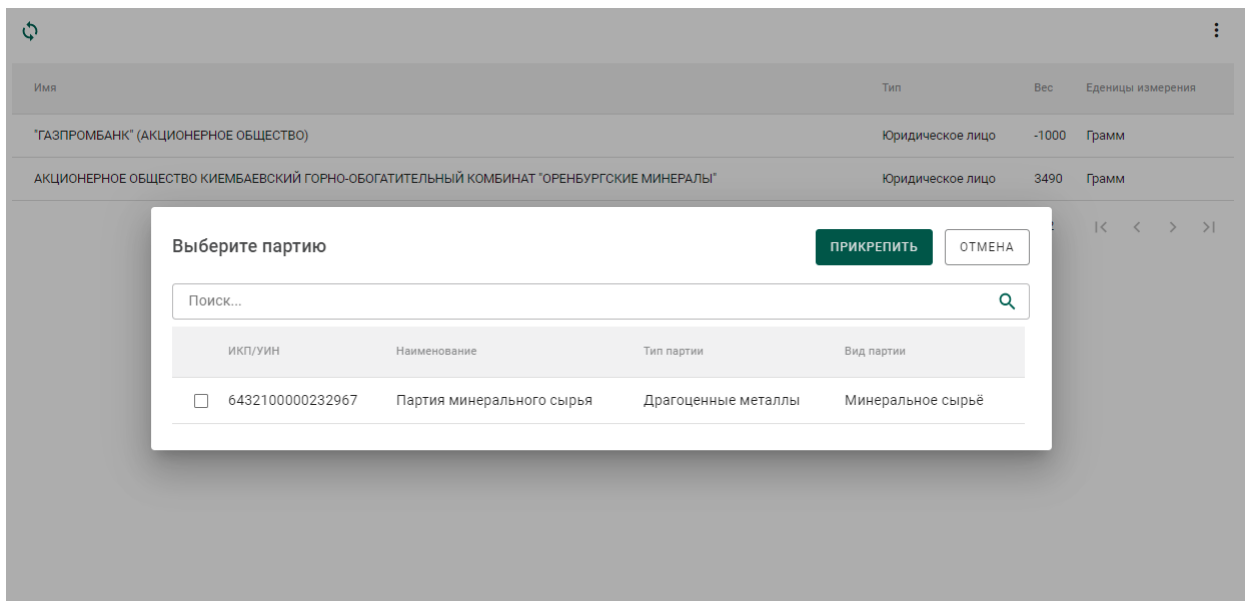 Имя Тип Вес Еденицы измерения
"ГАЗПРОМБАНК" (АКЦИОНЕРНОЕ ОБЩЕСТВО) Юридическое лицо -1000 Грамм
АКЦИОНЕРНОЕ ОБЩЕСТВО КИЕМБАЕВСКИЙ ГОРНО-ОБОГАТИТЕЛЬНЫЙ КОМБИНАТ "ОРЕНБУРГСКИЕ МИНЕРАЛЫ" Юридическое лицо 3490 Грамм
Выберите партию ПРИКРЕПИТЬ ОТМЕНА
Поиск...
ИКП/УИН Наименование Тип партии Вид партии
6432100000232967 Партия минерального сырья Драгоценные металлы Минеральное сырьё